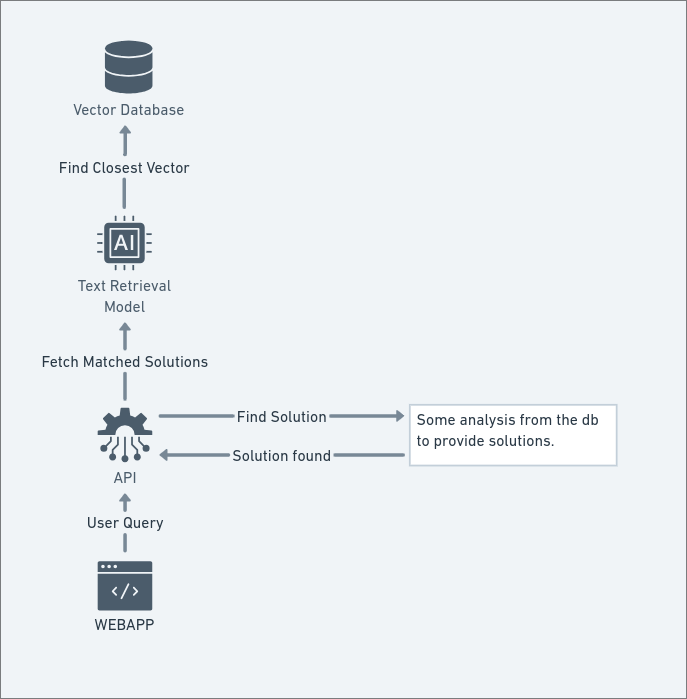 Vector Database
Find Closest Vector
AI
Text Retrieval
Model
Fetch Matched Solutions
Find Solution
Some analysis from the db
to provide solutions.
Solution found
API
User Query
</>
WEBAPP